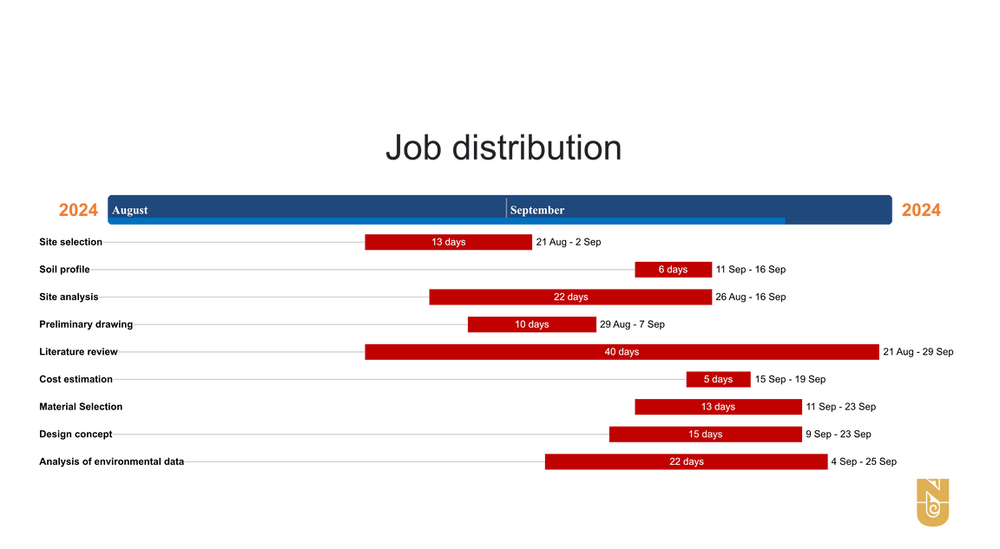 Job distribution
2024 August September 2024
Site selection 13 days 21 Aug - 2 Sep
Soil profile 6 days 11 Sep - 16 Sep
Site analysis 22 days 26 Aug - 16 Sep
Preliminary drawing 10 days 29 Aug - 7 Sep
Literature review 40 days 21 Aug - 29 Sep
Cost estimation 5 days 15 Sep - 19 Sep
Material Selection 13 days 11 Sep - 23 Sep
Design concept 15 days 9 Sep - 23 Sep
Analysis of environmental data 22 days 4 Sep - 25 Sep